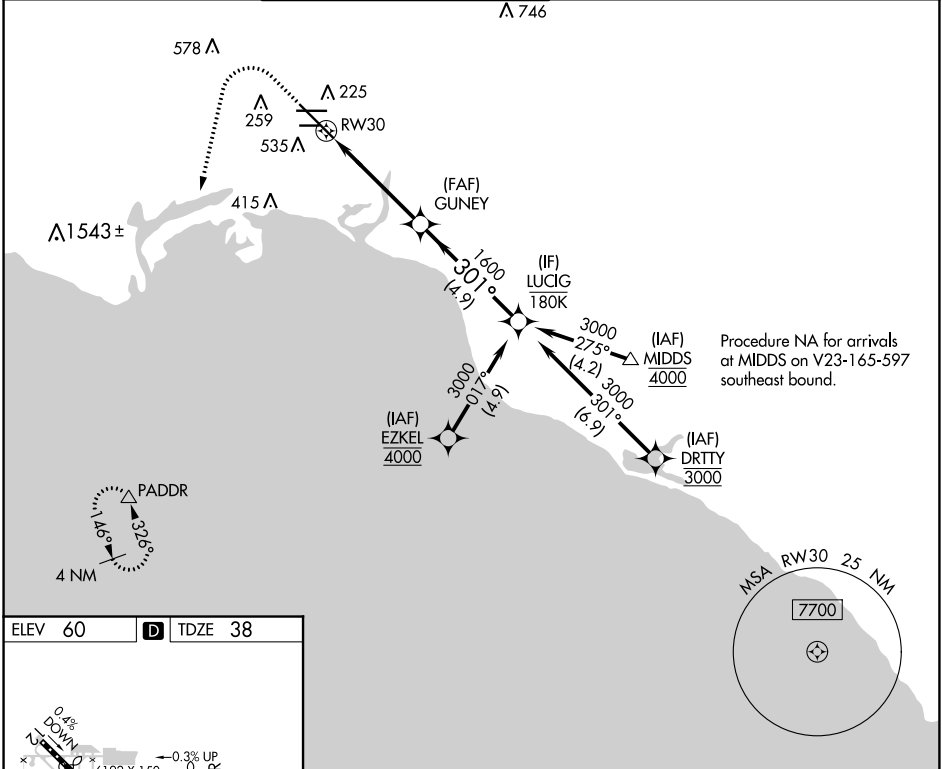 746
578
225
259
RW30
535
(FAF)
GUNEY
415
1543 ±
1600
301°
(4.9)
(IF)
LUCIG
180K
3000
275°
(4.2)
(IAF)
MIDDS
4000
Procedure NA for arrivals
at MIDDS on V23-165-597
southeast bound.
3000
017°
(4.9)
3000
301°
(6.9)
(IAF)
EZKEL
4000
(IAF)
DRTTY
3000
PADDR
146°
326°
4 NM
MSA RW30 25 NM
7700
ELEV 60
D
TDZE 38
0.4%
DOWN
12
0.3% UP